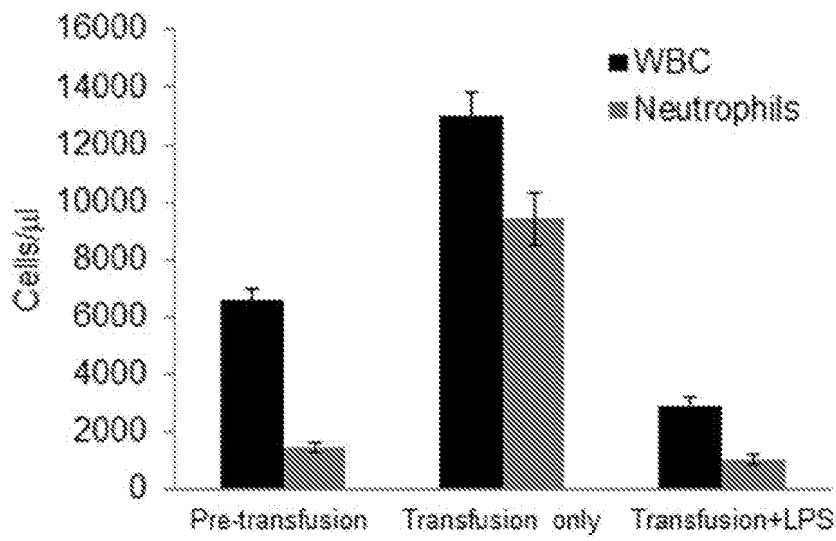 16000
14000
12000
10000
8000
6000
4000
2000
0
Cells/µl
WBC
Neutrophils
Pre-transfusion Transfusion only Transfusion+LPS